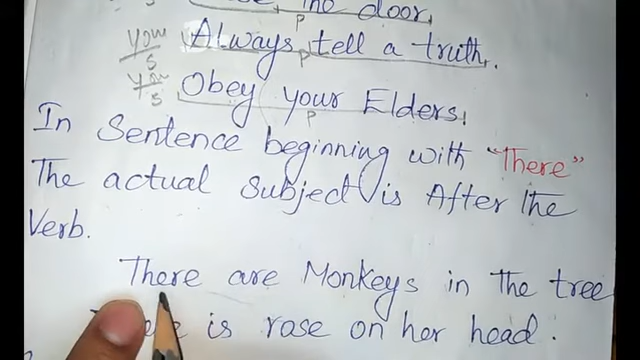 the door,
P
you Always tell a truth.
S P
you Obey your Elders!
S P
In Sentence beginning with "There"
The actual Subject is After the
Verb.
There are Monkeys in the tree
is rose on her head.